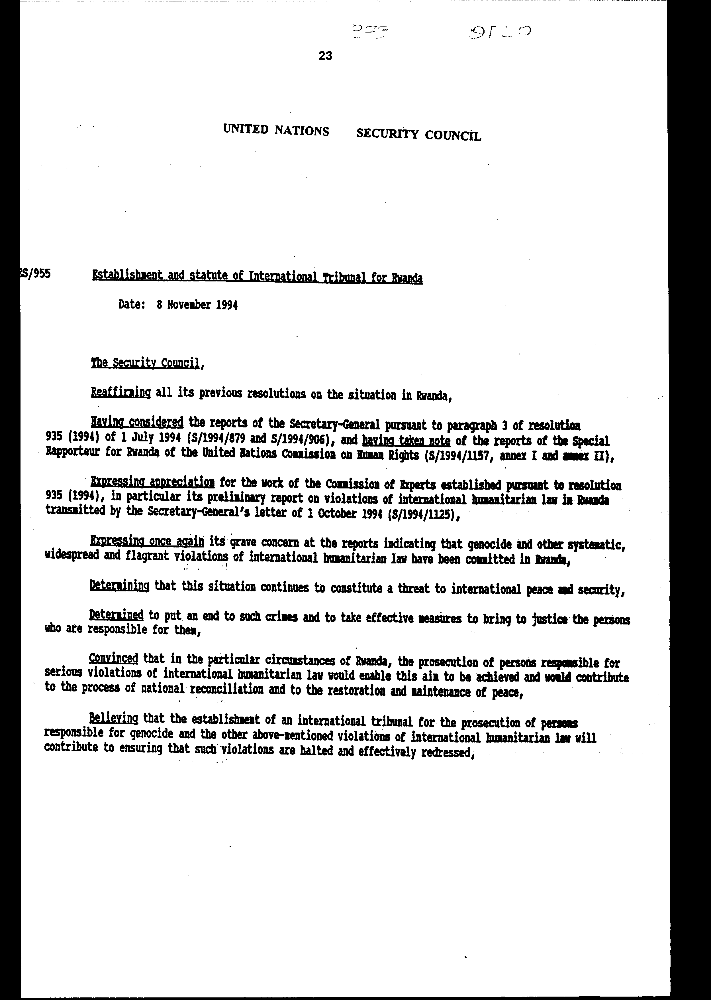 23
UNITED NATIONS SECURITY COUNCIL
S/955 Establishment and statute of International Tribunal for Rwanda
Date: 8 November 1994
The Security Council,
Reaffirming all its previous resolutions on the situation in Rwanda,
Having considered the reports of the Secretary-General pursuant to paragraph 3 of resolution
935 (1994) of 1 July 1994 (S/1994/879 and S/1994/906), and having taken note of the reports of the Special
Rapporteur for Rwanda of the United Nations Commission on Human Rights (S/1994/1157, annex I and annex II),
Expressing appreciation for the work of the Commission of Experts established pursuant to resolution
935 (1994), in particular its preliminary report on violations of international humanitarian law in Rwanda
transmitted by the Secretary-General's letter of 1 October 1994 (S/1994/1125),
Expressing once again its grave concern at the reports indicating that genocide and other systematic,
widespread and flagrant violations of international humanitarian law have been committed in Rwanda,
Determining that this situation continues to constitute a threat to international peace and security,
Determined to put an end to such crimes and to take effective measures to bring to justice the persons
who are responsible for them,
Convinced that in the particular circumstances of Rwanda, the prosecution of persons responsible for
serious violations of international humanitarian law would enable this aim to be achieved and would contribute
to the process of national reconciliation and to the restoration and maintenance of peace,
Believing that the establishment of an international tribunal for the prosecution of persons
responsible for genocide and the other above-mentioned violations of international humanitarian law will
contribute to ensuring that such violations are halted and effectively redressed,